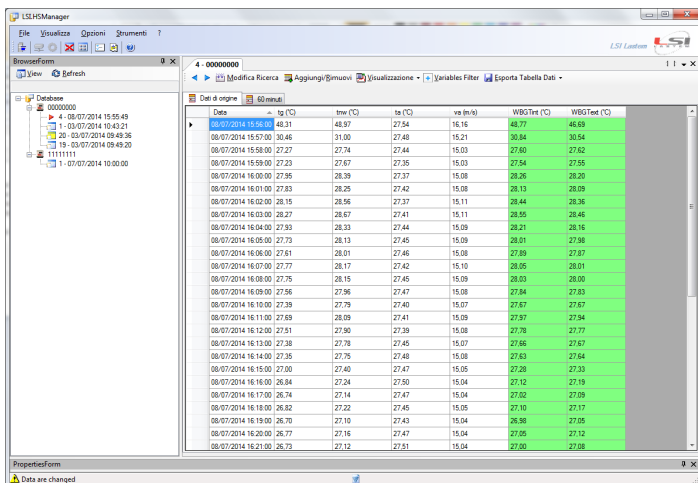 LSI.LHSManager
File Visualizza Opzioni Strumenti ?
LSI Lastem LSI
BrowserForm
View Refresh
Database
00000000
4 - 08/07/2014 15:55:49
1 - 03/07/2014 10:43:21
20 - 03/07/2014 09:49:36
19 - 03/07/2014 09:49:20
11111111
1 - 07/07/2014 10:00:00
4 - 00000000
Modifica Ricerca Aggiungi/Rimuovi Visualizzazione Variables Filter Esporta Tabella Dati
Dati di origine 60 minuti
Data tg (°C) tnw (°C) ta (°C) va (m/s) WBGTint (°C) WBGText (°C)
08/07/2014 15:56:00 48,31 48,97 27,54 16,16 48,77 46,69
08/07/2014 15:57:00 30,46 31,00 27,48 15,21 30,84 30,54
08/07/2014 15:58:00 27,27 27,74 27,44 15,03 27,60 27,62
08/07/2014 15:59:00 27,23 27,67 27,35 15,03 27,54 27,55
08/07/2014 16:00:00 27,95 28,39 27,37 15,08 28,26 28,20
08/07/2014 16:01:00 27,83 28,25 27,42 15,08 28,13 28,09
08/07/2014 16:02:00 28,15 28,56 27,37 15,11 28,44 28,36
08/07/2014 16:03:00 28,27 28,67 27,41 15,11 28,55 28,46
08/07/2014 16:04:00 27,93 28,33 27,44 15,09 28,21 28,16
08/07/2014 16:05:00 27,73 28,13 27,45 15,09 28,01 27,98
08/07/2014 16:06:00 27,61 28,01 27,46 15,08 27,89 27,87
08/07/2014 16:07:00 27,77 28,17 27,42 15,10 28,05 28,01
08/07/2014 16:08:00 27,75 28,15 27,45 15,09 28,03 28,00
08/07/2014 16:09:00 27,56 27,96 27,47 15,08 27,84 27,83
08/07/2014 16:10:00 27,39 27,79 27,40 15,07 27,67 27,67
08/07/2014 16:11:00 27,69 28,09 27,41 15,09 27,97 27,94
08/07/2014 16:12:00 27,51 27,90 27,39 15,08 27,78 27,77
08/07/2014 16:13:00 27,38 27,78 27,45 15,07 27,66 27,67
08/07/2014 16:14:00 27,35 27,75 27,48 15,08 27,63 27,64
08/07/2014 16:15:00 27,00 27,40 27,47 15,05 27,28 27,33
08/07/2014 16:16:00 26,84 27,24 27,50 15,04 27,12 27,19
08/07/2014 16:17:00 26,74 27,14 27,47 15,04 27,02 27,09
08/07/2014 16:18:00 26,82 27,22 27,45 15,05 27,10 27,17
08/07/2014 16:19:00 26,70 27,10 27,43 15,04 26,98 27,05
08/07/2014 16:20:00 26,77 27,16 27,47 15,04 27,05 27,12
08/07/2014 16:21:00 26,73 27,12 27,51 15,04 27,00 27,08
PropertiesForm
Data are changed